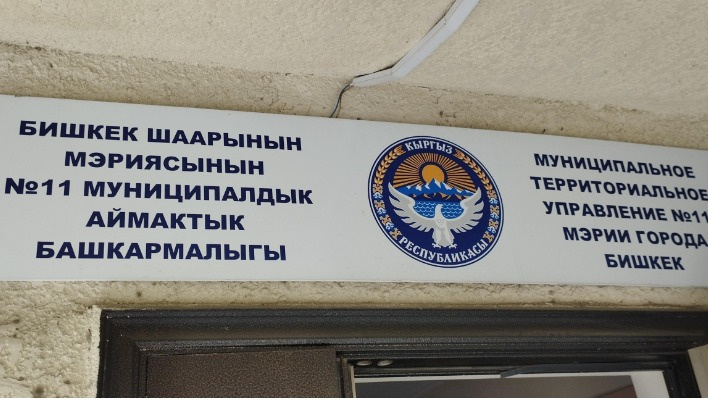 БИШКЕК ШААРЫНЫН
МЭРИЯСЫНЫН
№11 МУНИЦИПАЛДЫК
АЙМАКТЫК
БАШКАРМАЛЫГЫ
КЫРГЫЗ
РЕСПУБЛИКАСЫ
МУНИЦИПАЛЬНОЕ
ТЕРРИТОРИАЛЬНОЕ
УПРАВЛЕНИЕ №11
МЭРИИ ГОРОДА
БИШКЕК